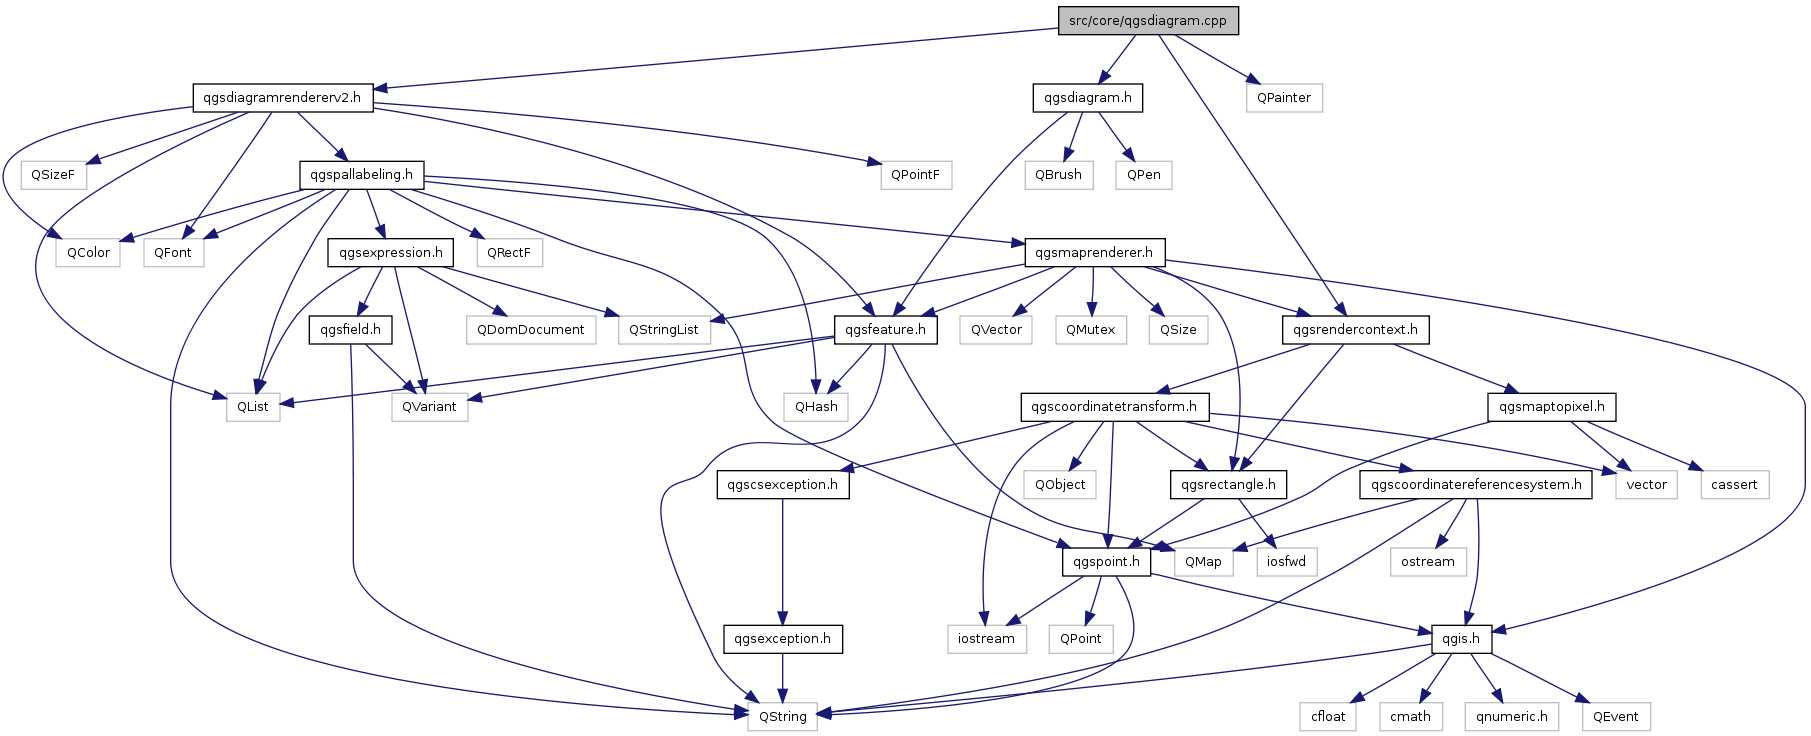 src/core/qgsdiagram.cpp
qgsdiagramrendererv2.h
qgsdiagram.h
QPainter
QSizeF
qgspallabeling.h
QPointF
QBrush
QPen
QColor
QFont
qgsexpression.h
QRectF
qgsmaprenderer.h
qgsfield.h
QDomDocument
QStringList
qgsfeature.h
QVector
QMutex
QSize
qgsrendercontext.h
QList
QVariant
QHash
qgscoordinatetransform.h
qgsmaptopixel.h
qgscsexception.h
QObject
qgsrectangle.h
qgscoordinatereferencesystem.h
vector
cassert
qgspoint.h
QMap
iosfwd
ostream
qgsexception.h
iostream
QPoint
qgis.h
QString
cfloat
cmath
qnumeric.h
QEvent